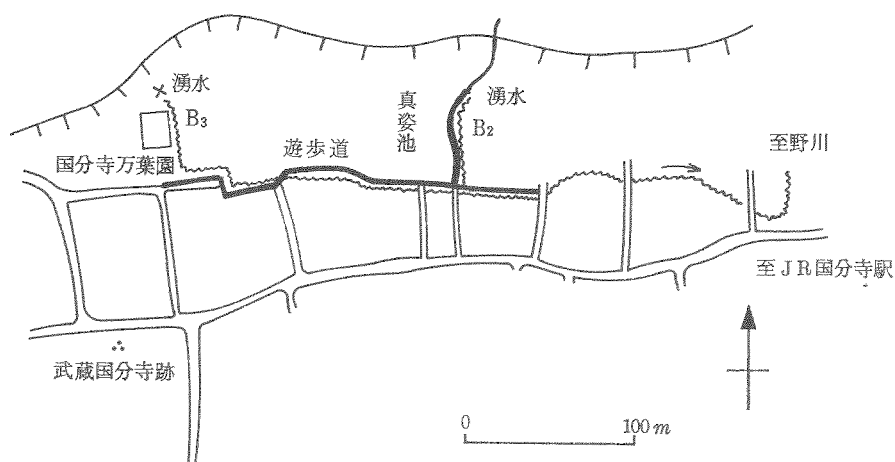 湧水
B3
国分寺万葉園
遊歩道
真姿池
湧水
B2
至野川
至JR国分寺駅
武蔵国分寺跡
0
100m